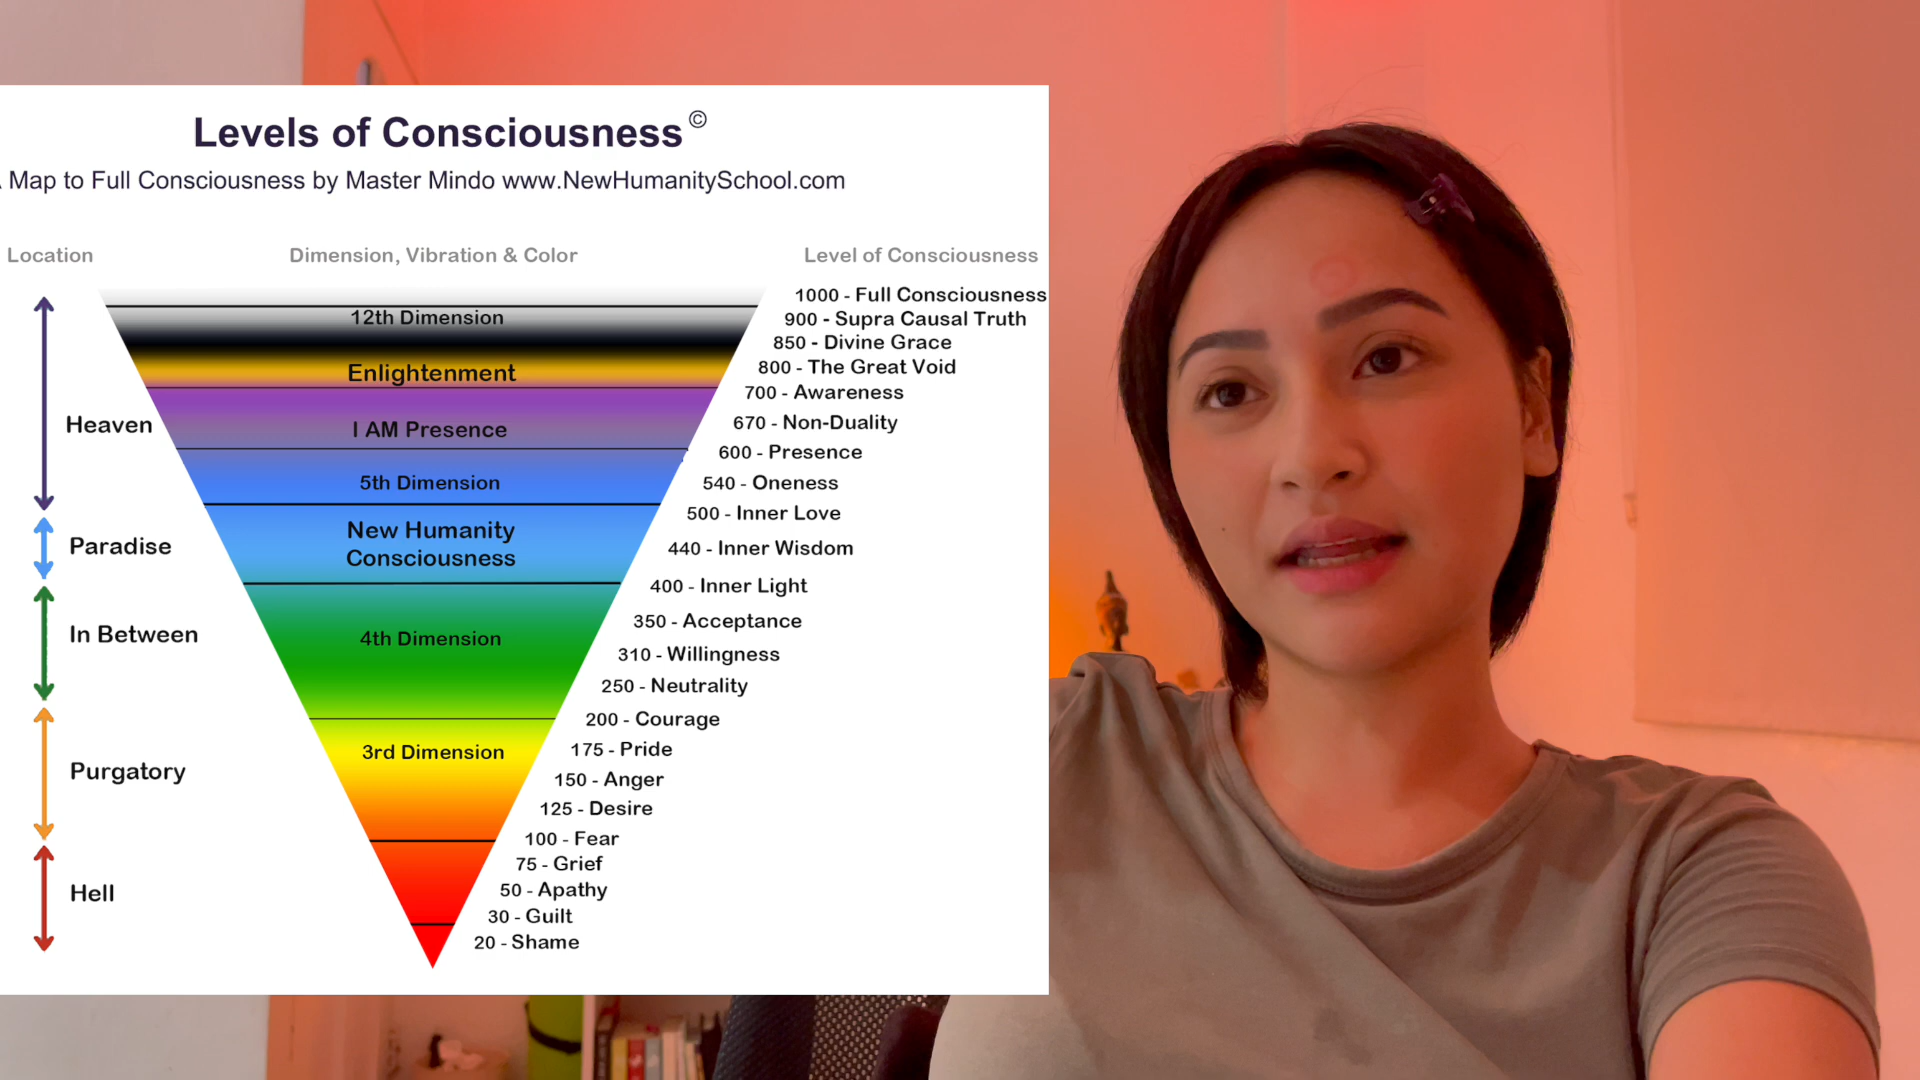 Levels of Consciousness ©
Map to Full Consciousness by Master Mindo www.NewHumanitySchool.com
Location
Dimension, Vibration & Color
Level of Consciousness
1000 - Full Consciousness
12th Dimension
900 - Supra Causal Truth
850 - Divine Grace
800 - The Great Void
Enlightenment
700 - Awareness
Heaven
I AM Presence
670 - Non-Duality
600 - Presence
5th Dimension
540 - Oneness
500 - Inner Love
Paradise
New Humanity
Consciousness
440 - Inner Wisdom
400 - Inner Light
In Between
4th Dimension
350 - Acceptance
310 - Willingness
250 - Neutrality
200 - Courage
3rd Dimension
175 - Pride
Purgatory
150 - Anger
125 - Desire
100 - Fear
75 - Grief
Hell
50 - Apathy
30 - Guilt
20 - Shame